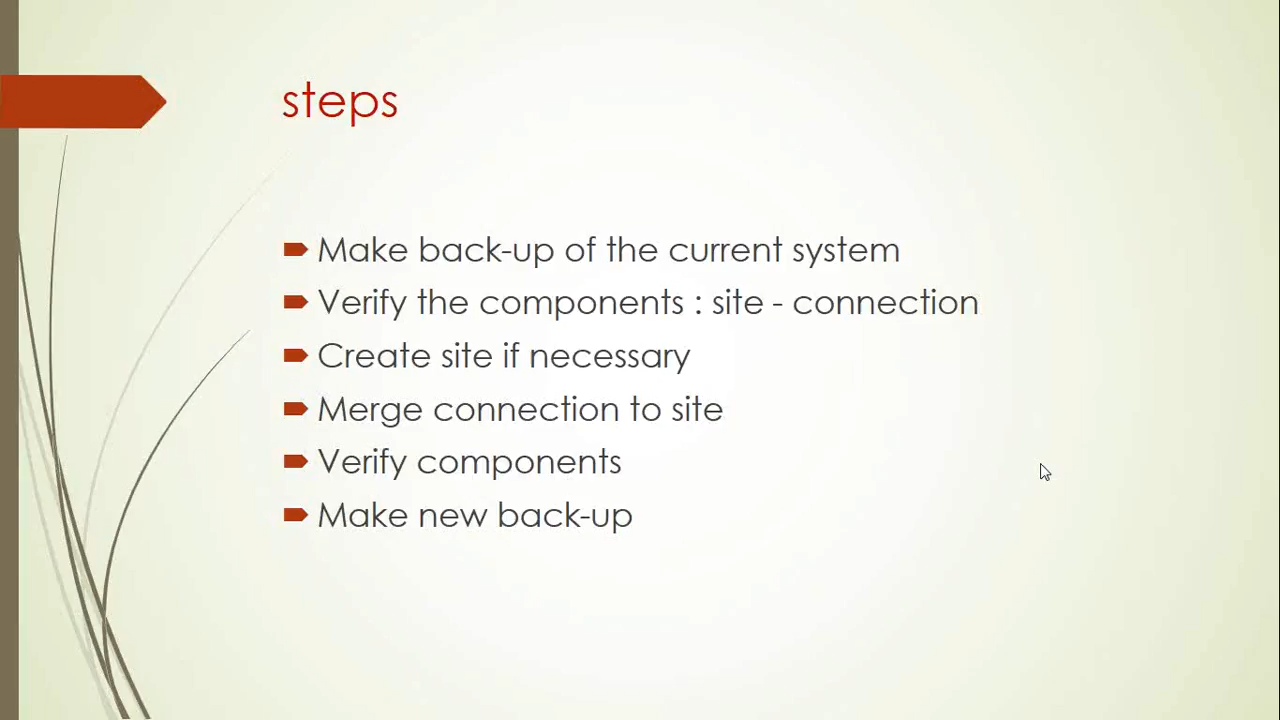 steps
Make back-up of the current system
Verify the components : site - connection
Create site if necessary
Merge connection to site
Verify components
Make new back-up